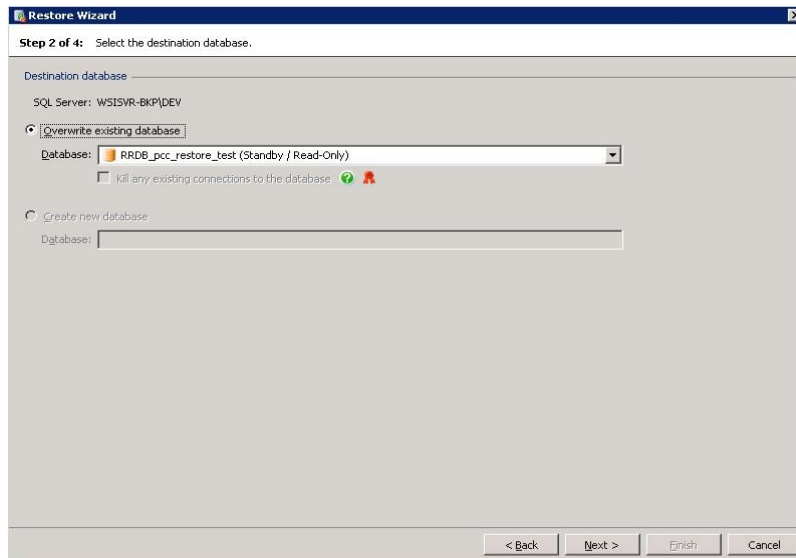 Restore Wizard
Step 2 of 4: Select the destination database.
Destination database
SQL Server: WSISVR-BKP\DEV
Overwrite existing database
Database: RRDB_pcc_restore_test (Standby / Read-Only)
Kill any existing connections to the database
Create new database
Database:
< Back Next > Finish Cancel